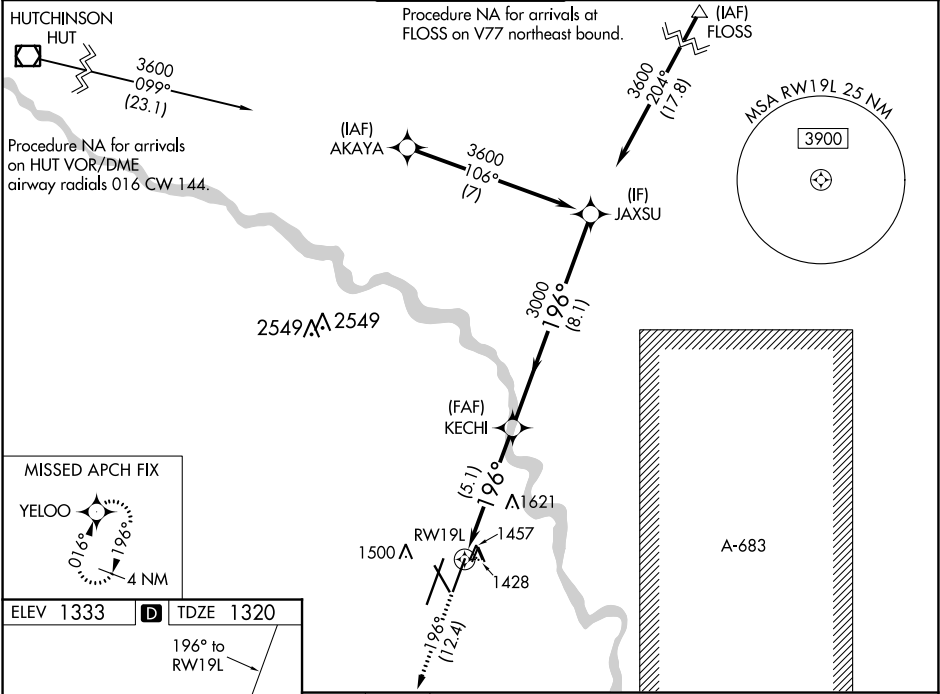 HUTCHINSON
HUT
3600
099°
(23.1)
Procedure NA for arrivals
on HUT VOR/DME
airway radials 016 CW 144.
Procedure NA for arrivals at
FLOSS on V77 northeast bound.
(IAF)
FLOSS
3600
204°
(17.8)
MSA RW19L 25 NM
3900
(IAF)
AKAYA
3600
106°
(7)
(IF)
JAXSU
3000
196°
(8.1)
2549
2549
(FAF)
KECHI
(5.1)
196°
1621
RW19L
1457
1500
1428
196°
(12.4)
A-683
MISSED APCH FIX
YELOO
016°
196°
4 NM
ELEV 1333
D
TDZE 1320
196° to
RW19L